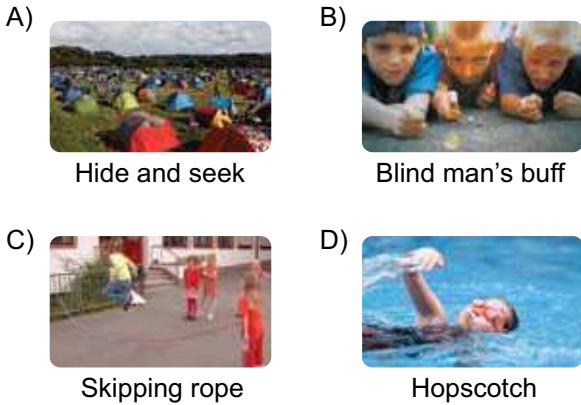 A)
Hide and seek
B)
Blind man's buff
C)
Skipping rope
D)
Hopscotch